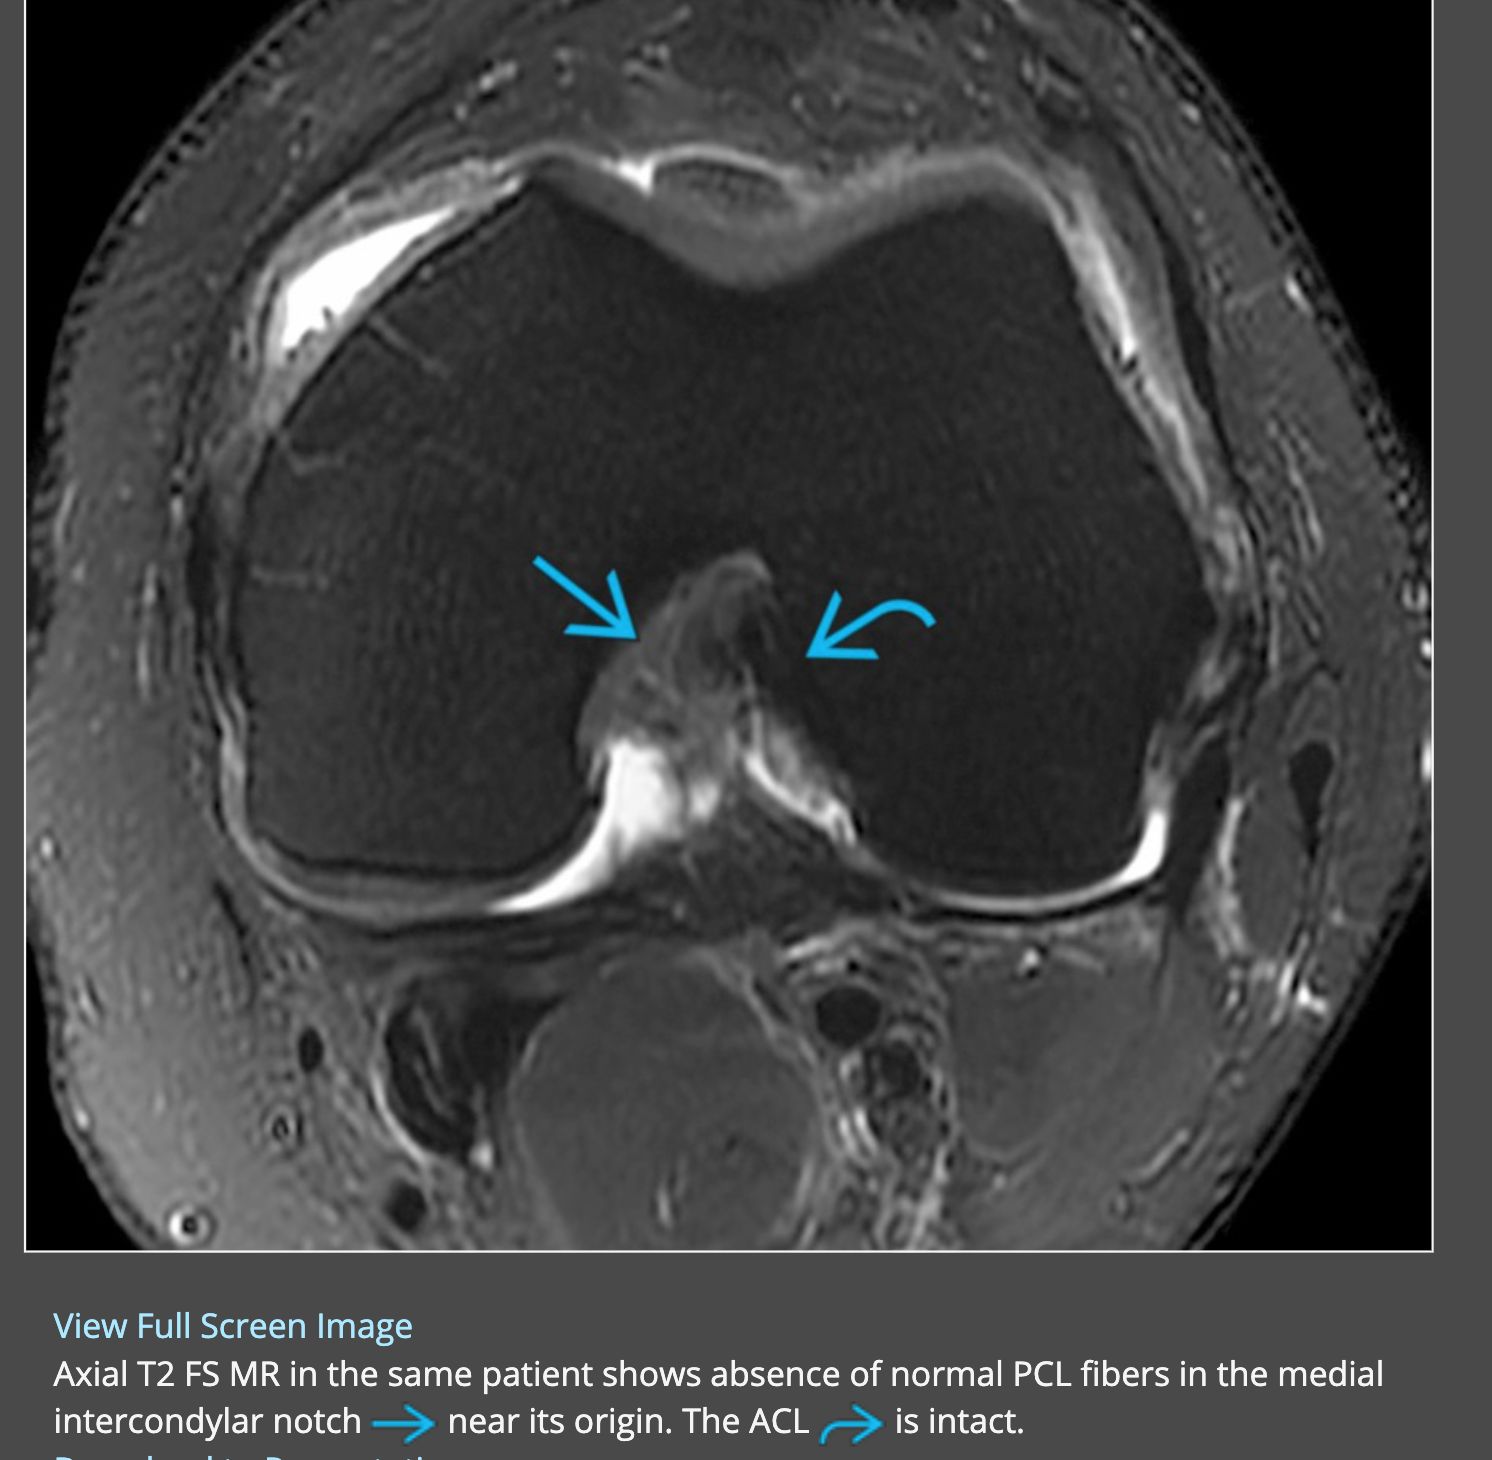 View Full Screen Image
Axial T2 FS MR in the same patient shows absence of normal PCL fibers in the medial
intercondylar notch near its origin. The ACL is intact.